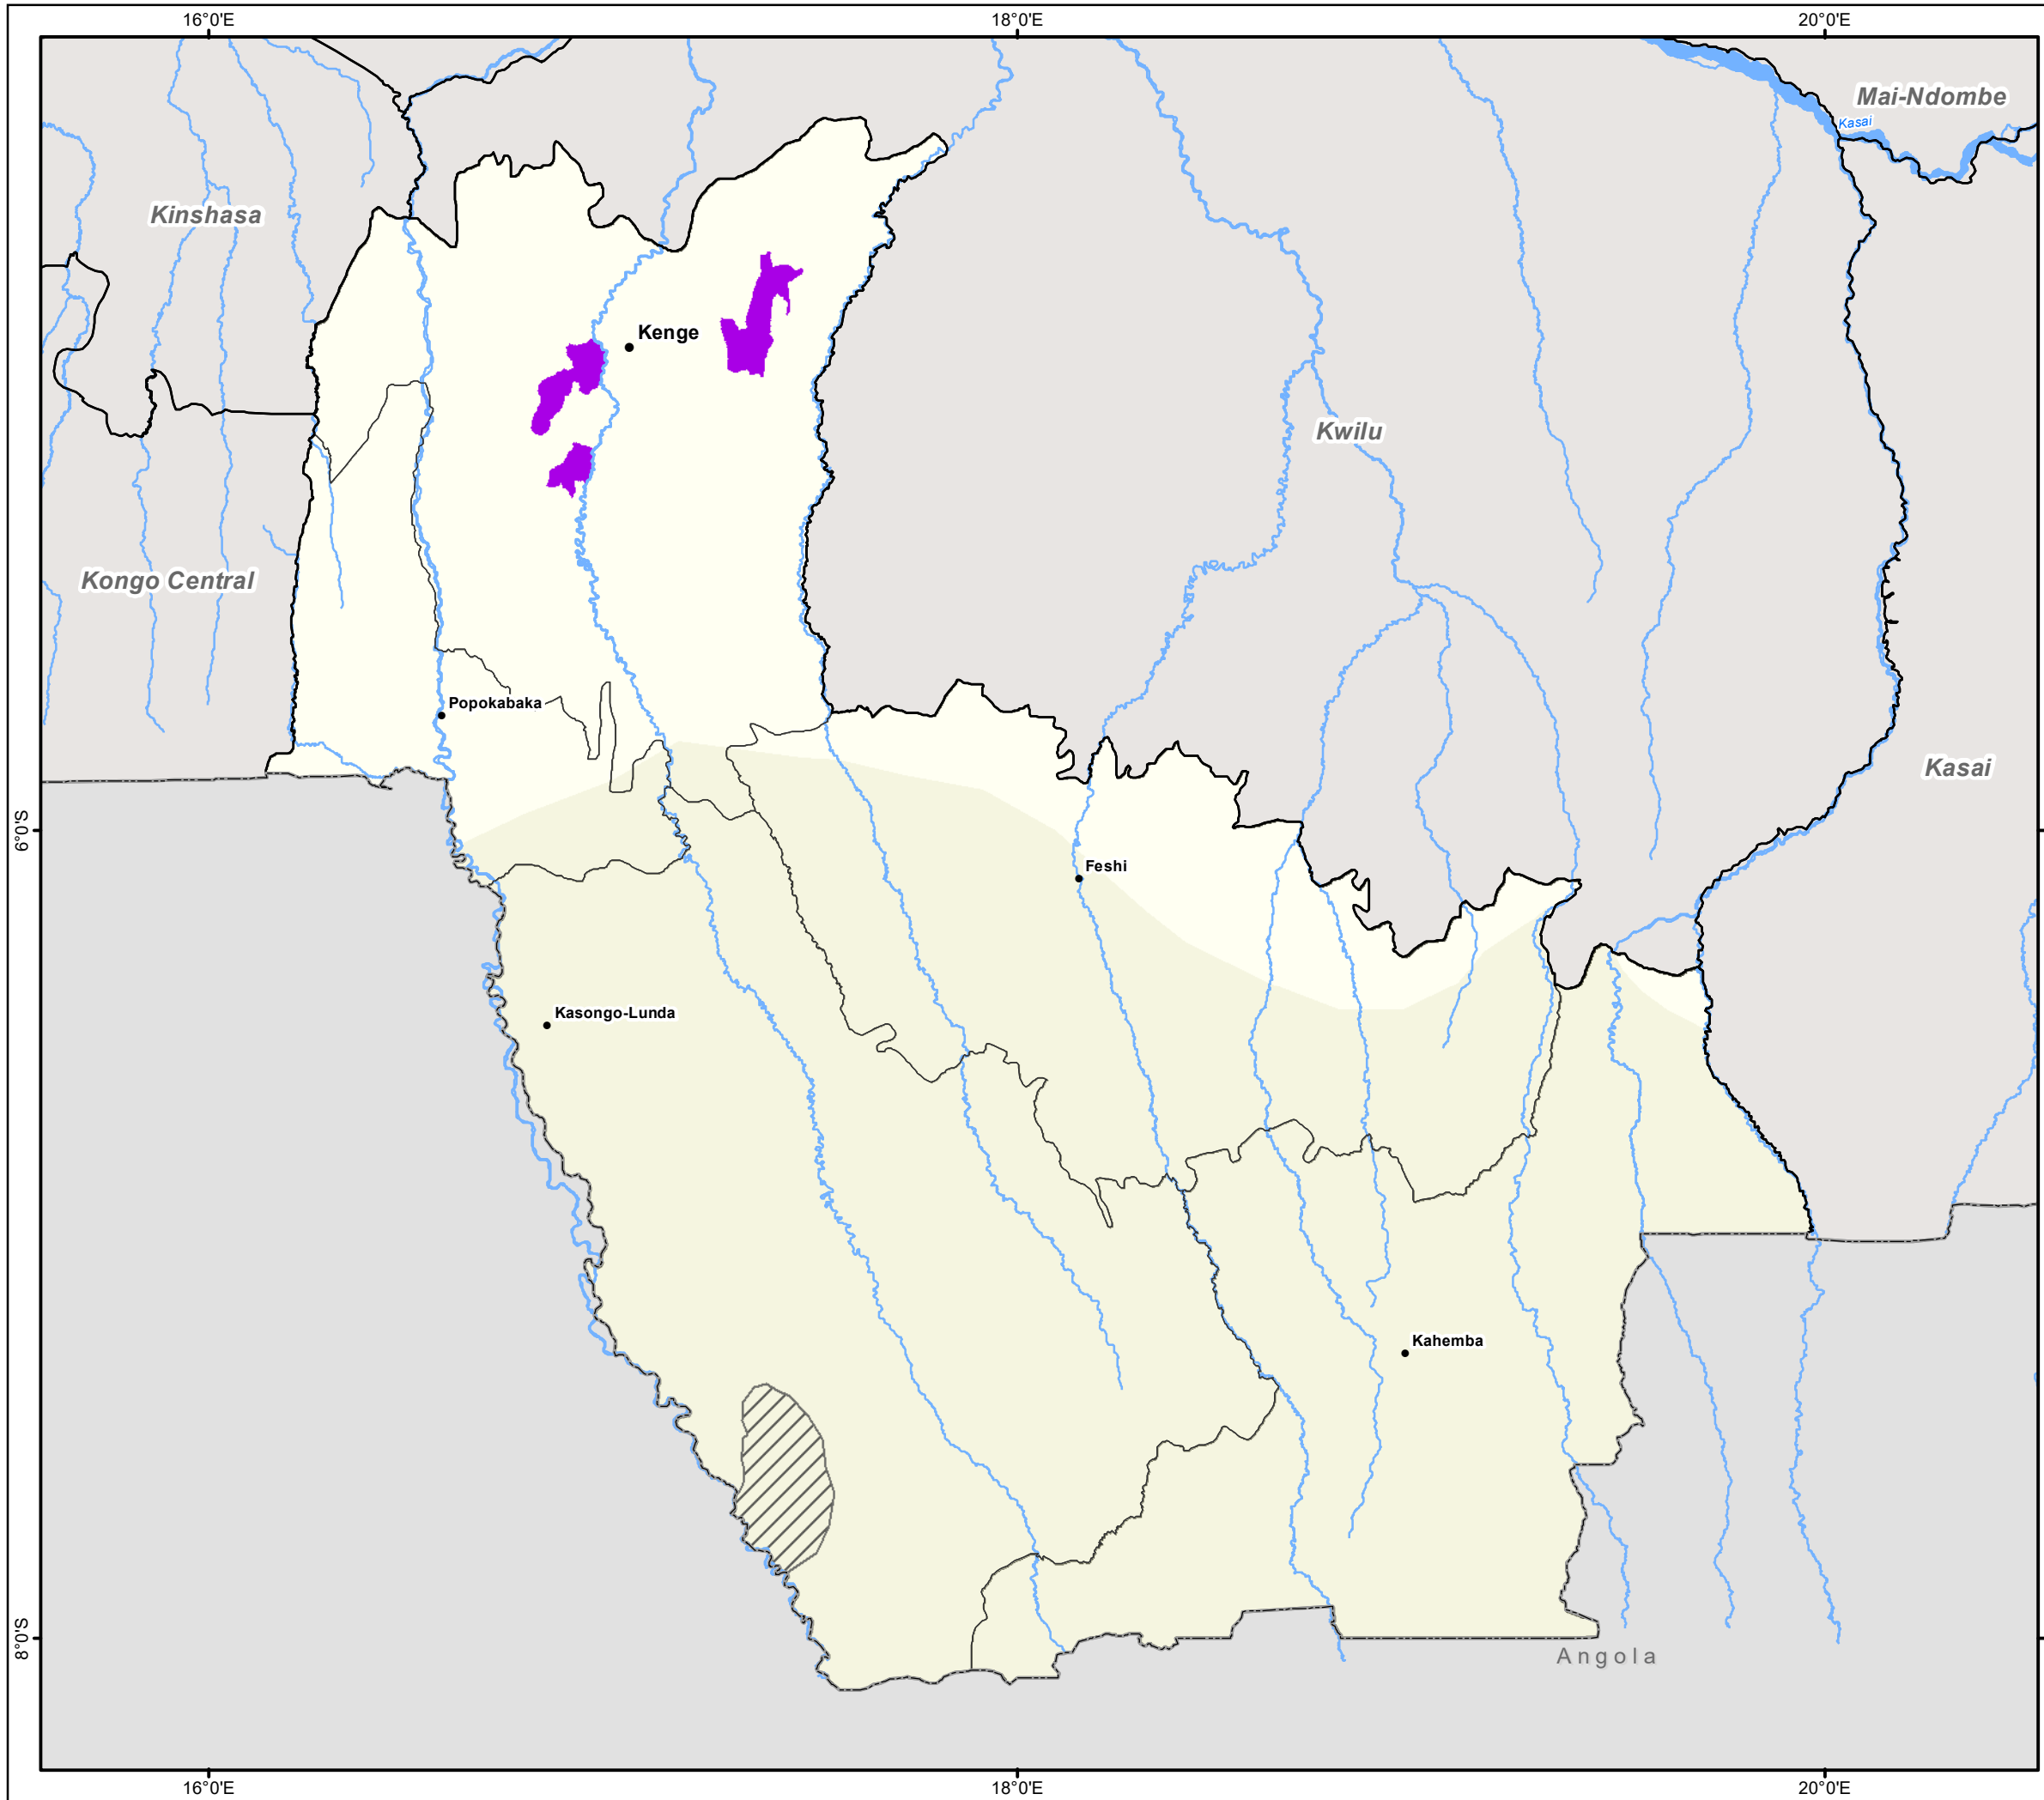 16°0'E
18°0'E
20°0'E
Mai-Ndombe
Kasai
Kinshasa
Kenge
Kwilu
Kongo Central
Popokabaka
Kasai
6°0'S
Feshi
Kasongo-Lunda
Kahemba
8°0'S
Angola
16°0'E
18°0'E
20°0'E